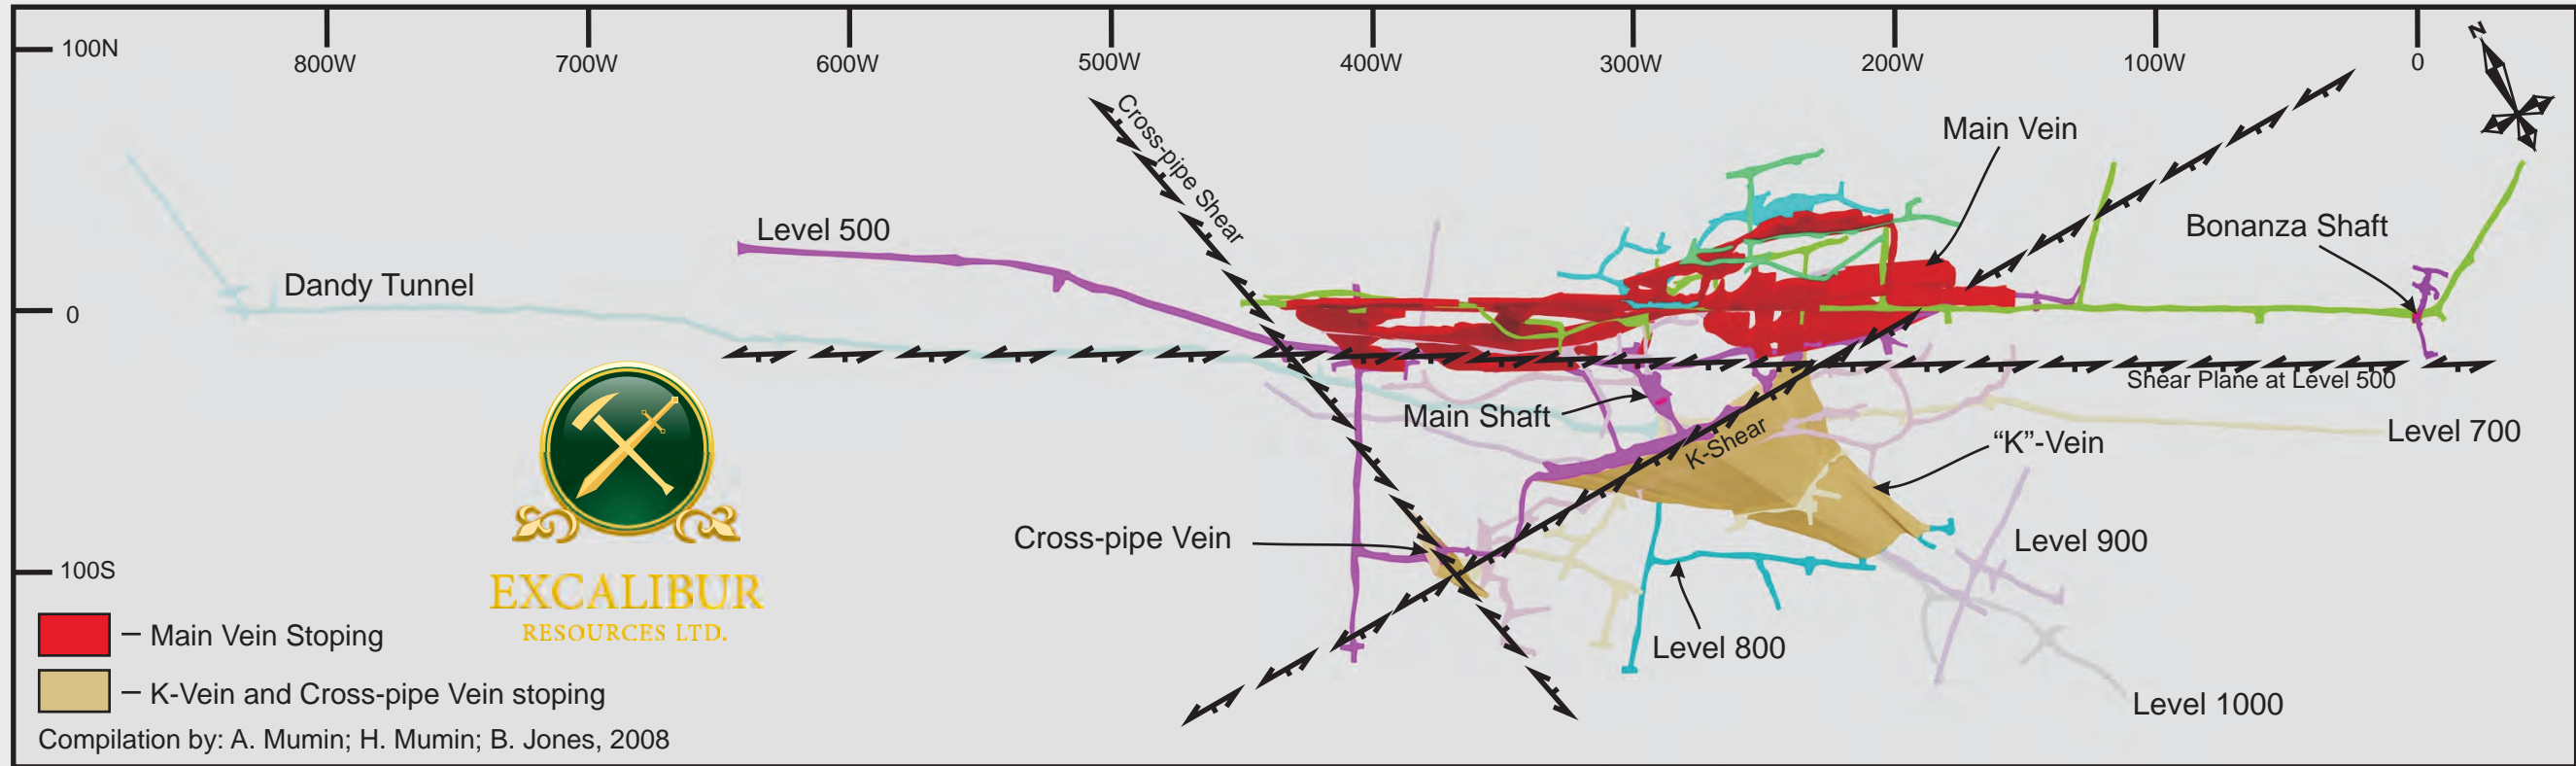 100N
800W
700W
600W
500W
400W
300W
200W
100W
0
N
Cross-pipe Shear
Main Vein
Level 500
Bonanza Shaft
Dandy Tunnel
0
Shear Plane at Level 500
Main Shaft
K-Shear
Level 700
“K”-Vein
Cross-pipe Vein
Level 900
100S
EXCALIBUR
RESOURCES LTD.
Main Vein Stoping
Level 800
K-Vein and Cross-pipe Vein stoping
Level 1000
Compilation by: A. Mumin; H. Mumin; B. Jones, 2008